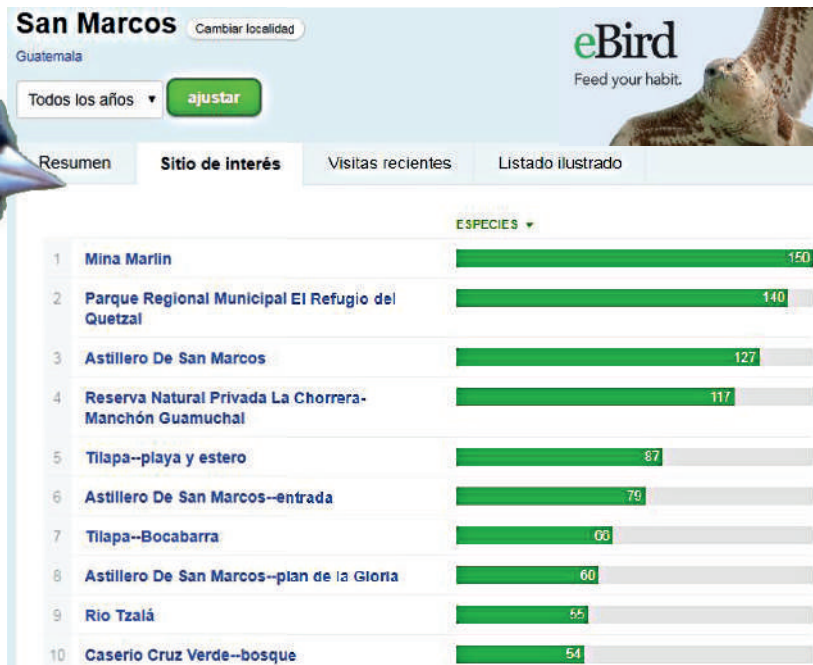 San Marcos Cambiar localidad
Guatemala
eBird
Feed your habit.
Todos los años ajustar
Resumen Sitio de interés Visitas recientes Listado ilustrado
ESPECIES
1 Mina Marlin 150
2 Parque Regional Municipal El Refugio del
Quetzal 140
3 Astillero De San Marcos 127
4 Reserva Natural Privada La Chorrera-
Manchón Guamuchal 117
5 Tilapa--playa y estero 87
6 Astillero De San Marcos--entrada 79
7 Tilapa--Bocabarra 66
8 Astillero De San Marcos--plan de la Gloria 60
9 Rio Tzalá 55
10 Caserio Cruz Verde--bosque 54